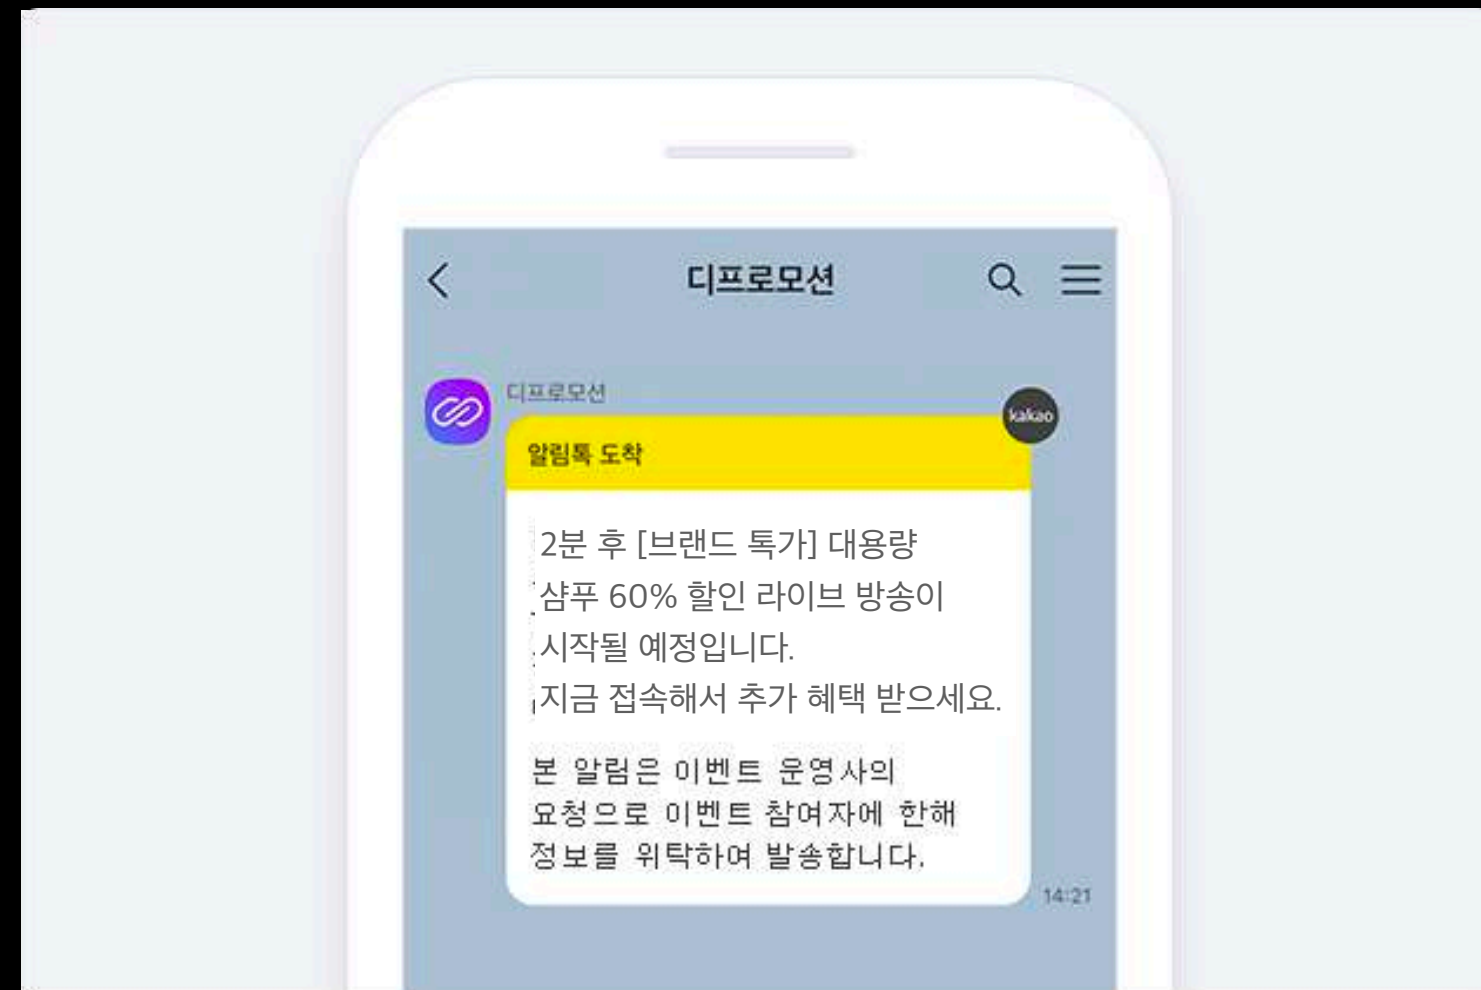 디프로모션
디프로모션
kakao
알림톡 도착
2분 후 [브랜드 톡가] 대용량
샴푸 60% 할인 라이브 방송이
시작될 예정입니다.
지금 접속해서 추가 혜택 받으세요.
본 알림은 이벤트 운영사의
요청으로 이벤트 참여자에 한해
정보를 위탁하여 발송합니다.
14:21